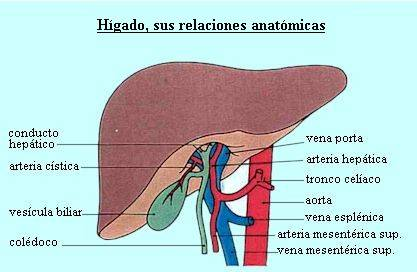 Hígado, sus relaciones anatómicas
conducto
hepático
arteria cística
vesícula biliar
colédoco
vena porta
arteria hepática
tronco celíaco
aorta
vena esplénica
arteria mesentérica sup.
vena mesentérica sup.